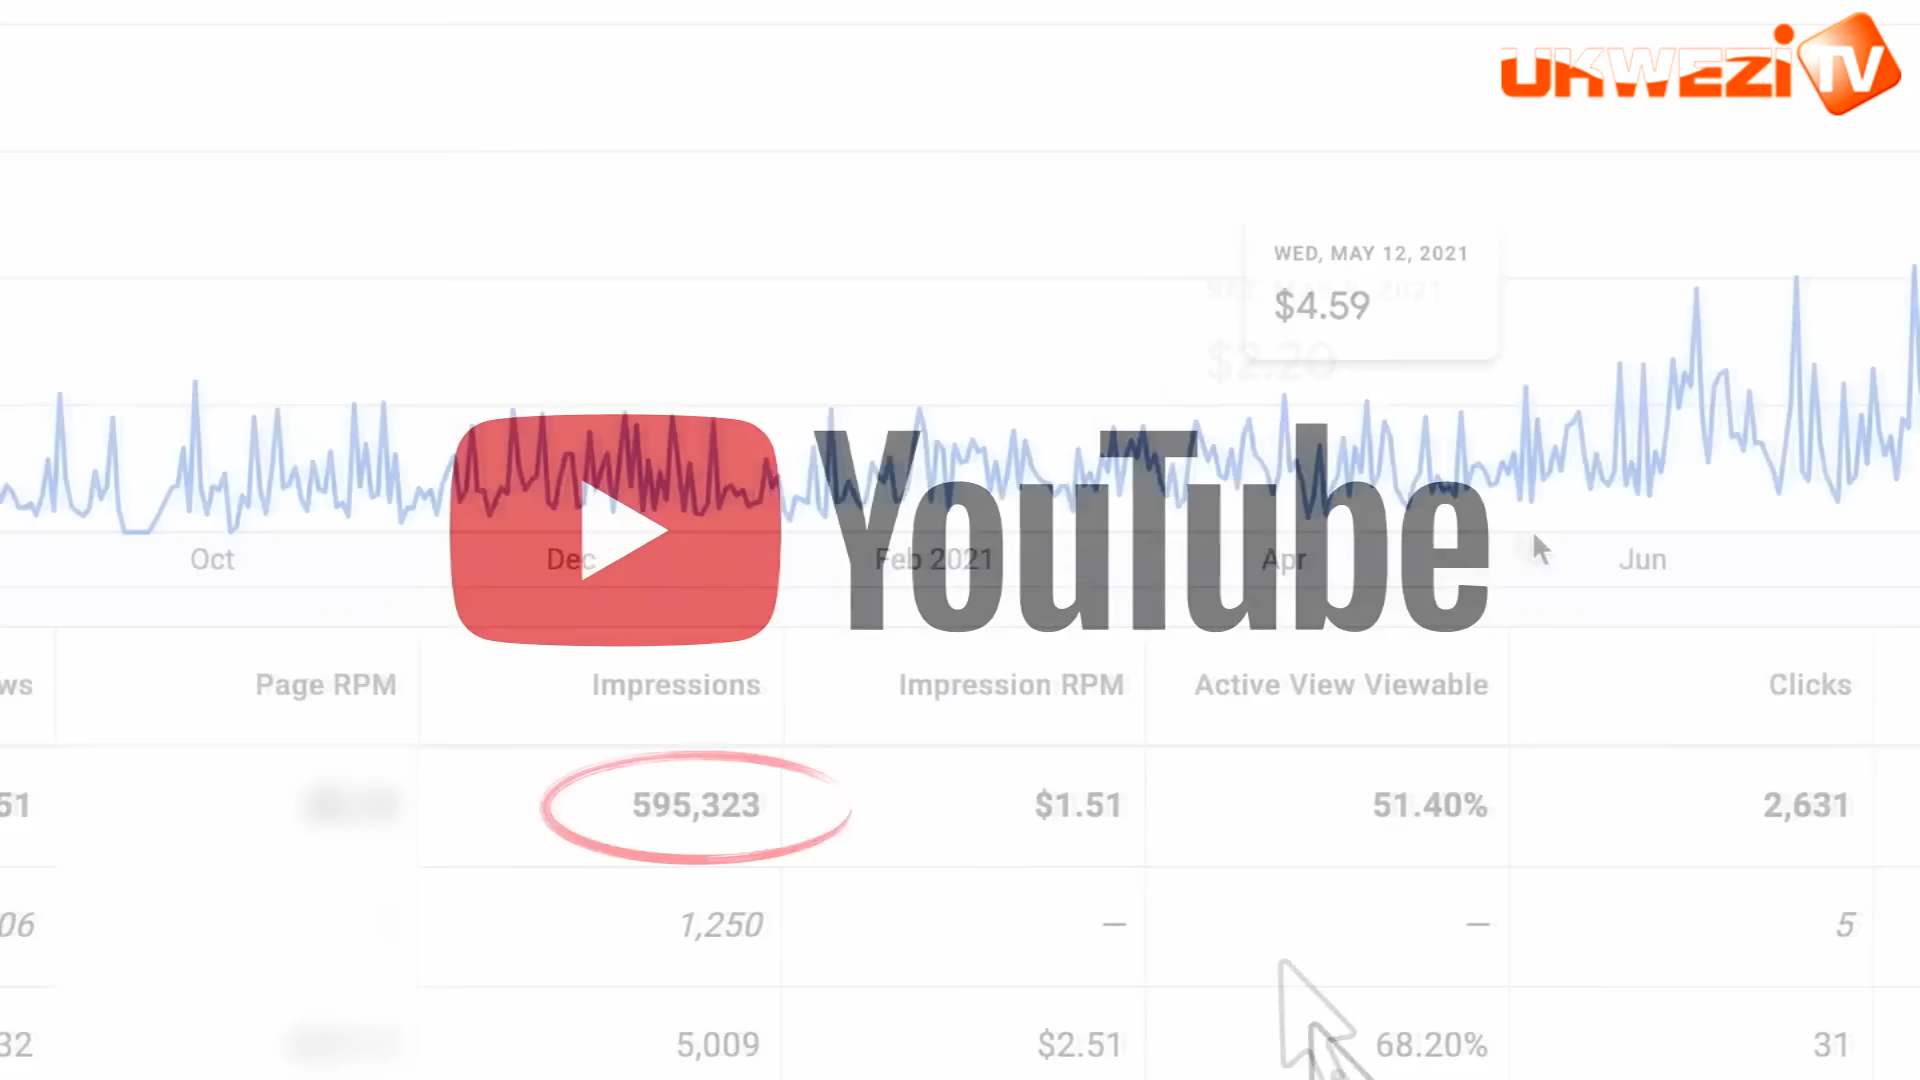 UKWEZI TV
WED, MAY 12, 2021
$4.59
$2.20
YouTube
Oct
Dec
Feb 2021
Apr
Jun
ws
Page RPM
Impressions
Impression RPM
Active View Viewable
Clicks
51
595,323
$1.51
51.40%
2,631
06
1,250
—
—
5
32
5,009
$2.51
68.20%
31